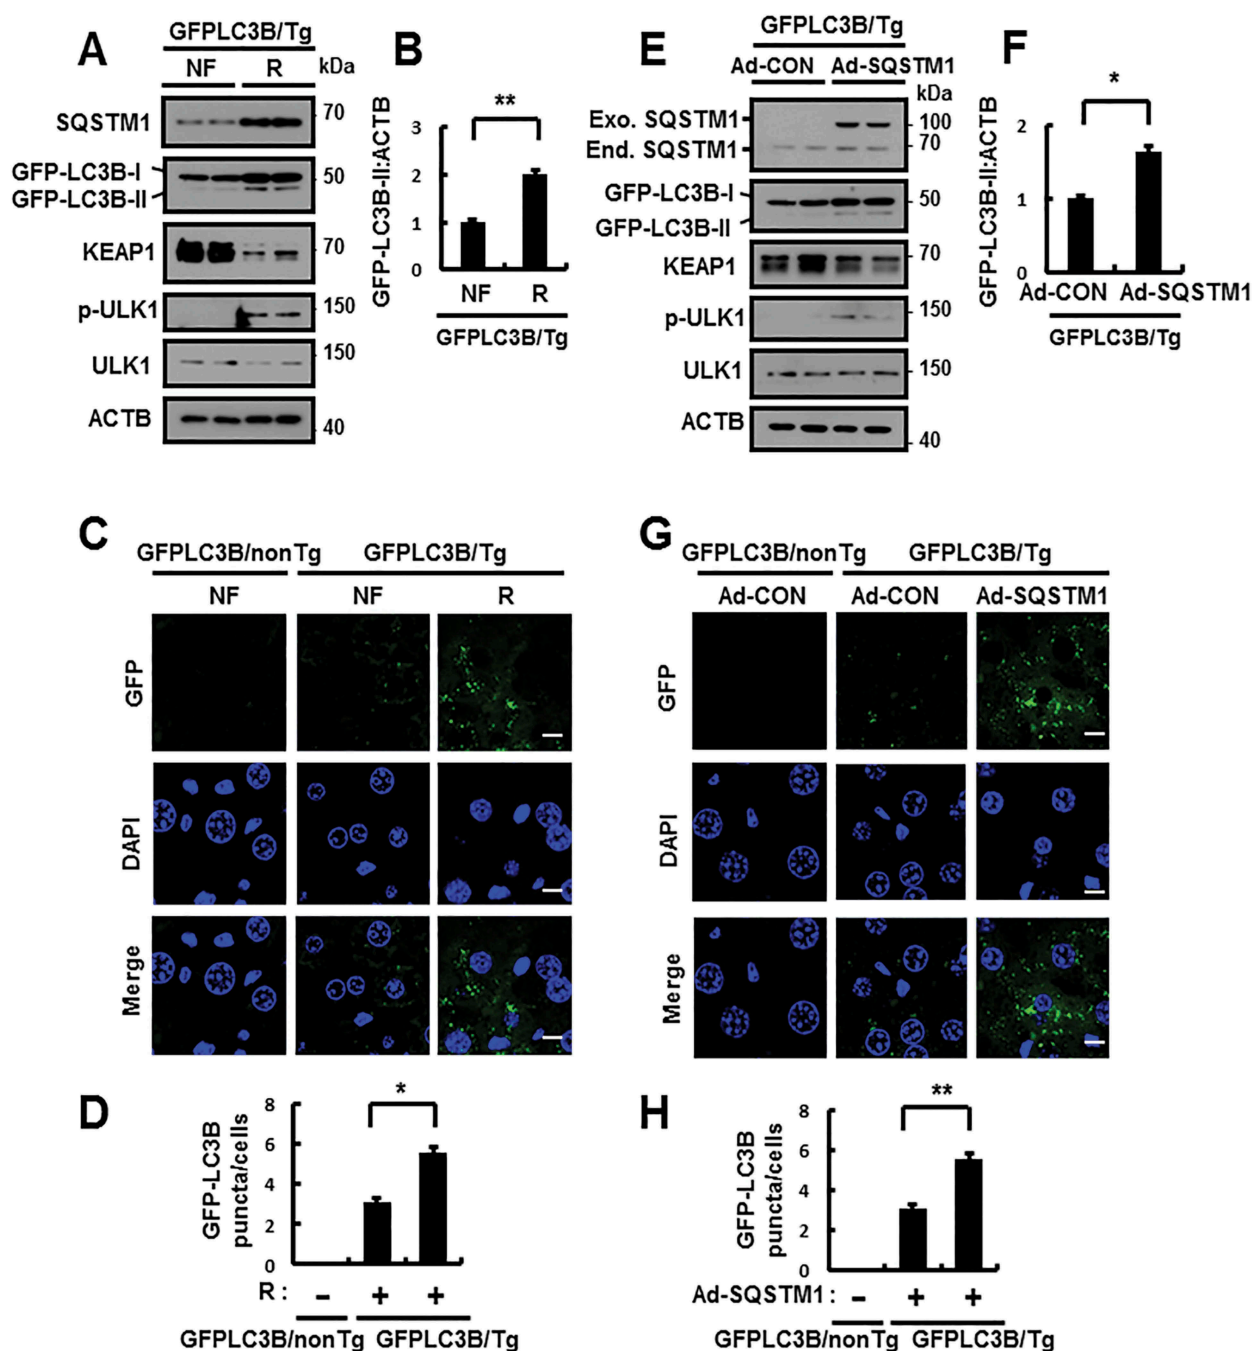 A
GFPLC3B/Tg
NF R kDa
SQSTM1
70
GFP-LC3B-I
50
GFP-LC3B-II
KEAP1
70
p-ULK1
150
ULK1
150
ACTB
40
B
**
GFP-LC3B-II:ACTB
3
2
1
0
NF R
GFPLC3B/Tg
E
GFPLC3B/Tg
Ad-CON Ad-SQSTM1
kDa
Exo. SQSTM1
100
End. SQSTM1
70
GFP-LC3B-I
50
GFP-LC3B-II
KEAP1
70
p-ULK1
150
ULK1
150
ACTB
40
F
*
GFP-LC3B-II:ACTB
2
1
0
Ad-CON Ad-SQSTM1
GFPLC3B/Tg
C
GFPLC3B/nonTg GFPLC3B/Tg
NF NF R
GFP
DAPI
Merge
G
GFPLC3B/nonTg GFPLC3B/Tg
Ad-CON Ad-CON Ad-SQSTM1
GFP
DAPI
Merge
D
*
GFP-LC3B
puncta/cells
8
6
4
2
0
R : - + +
GFPLC3B/nonTg GFPLC3B/Tg
H
**
GFP-LC3B
puncta/cells
8
6
4
2
0
Ad-SQSTM1 : - + +
GFPLC3B/nonTg GFPLC3B/Tg